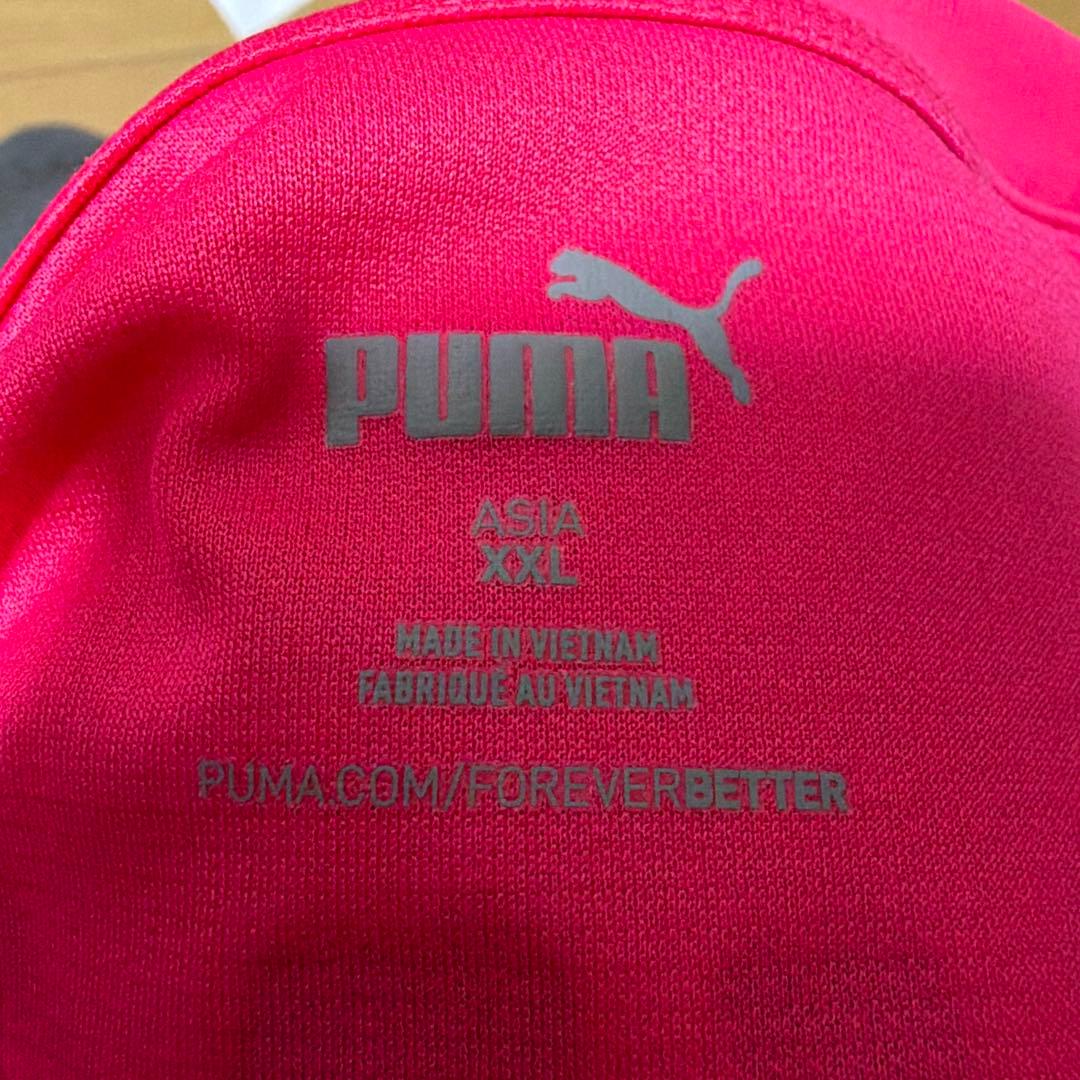 PUMA
ASIA
XXL
MADE IN VIETNAM
FABRIQUÉ AU VIETNAM
PUMA.COM/FOREVERBETTER